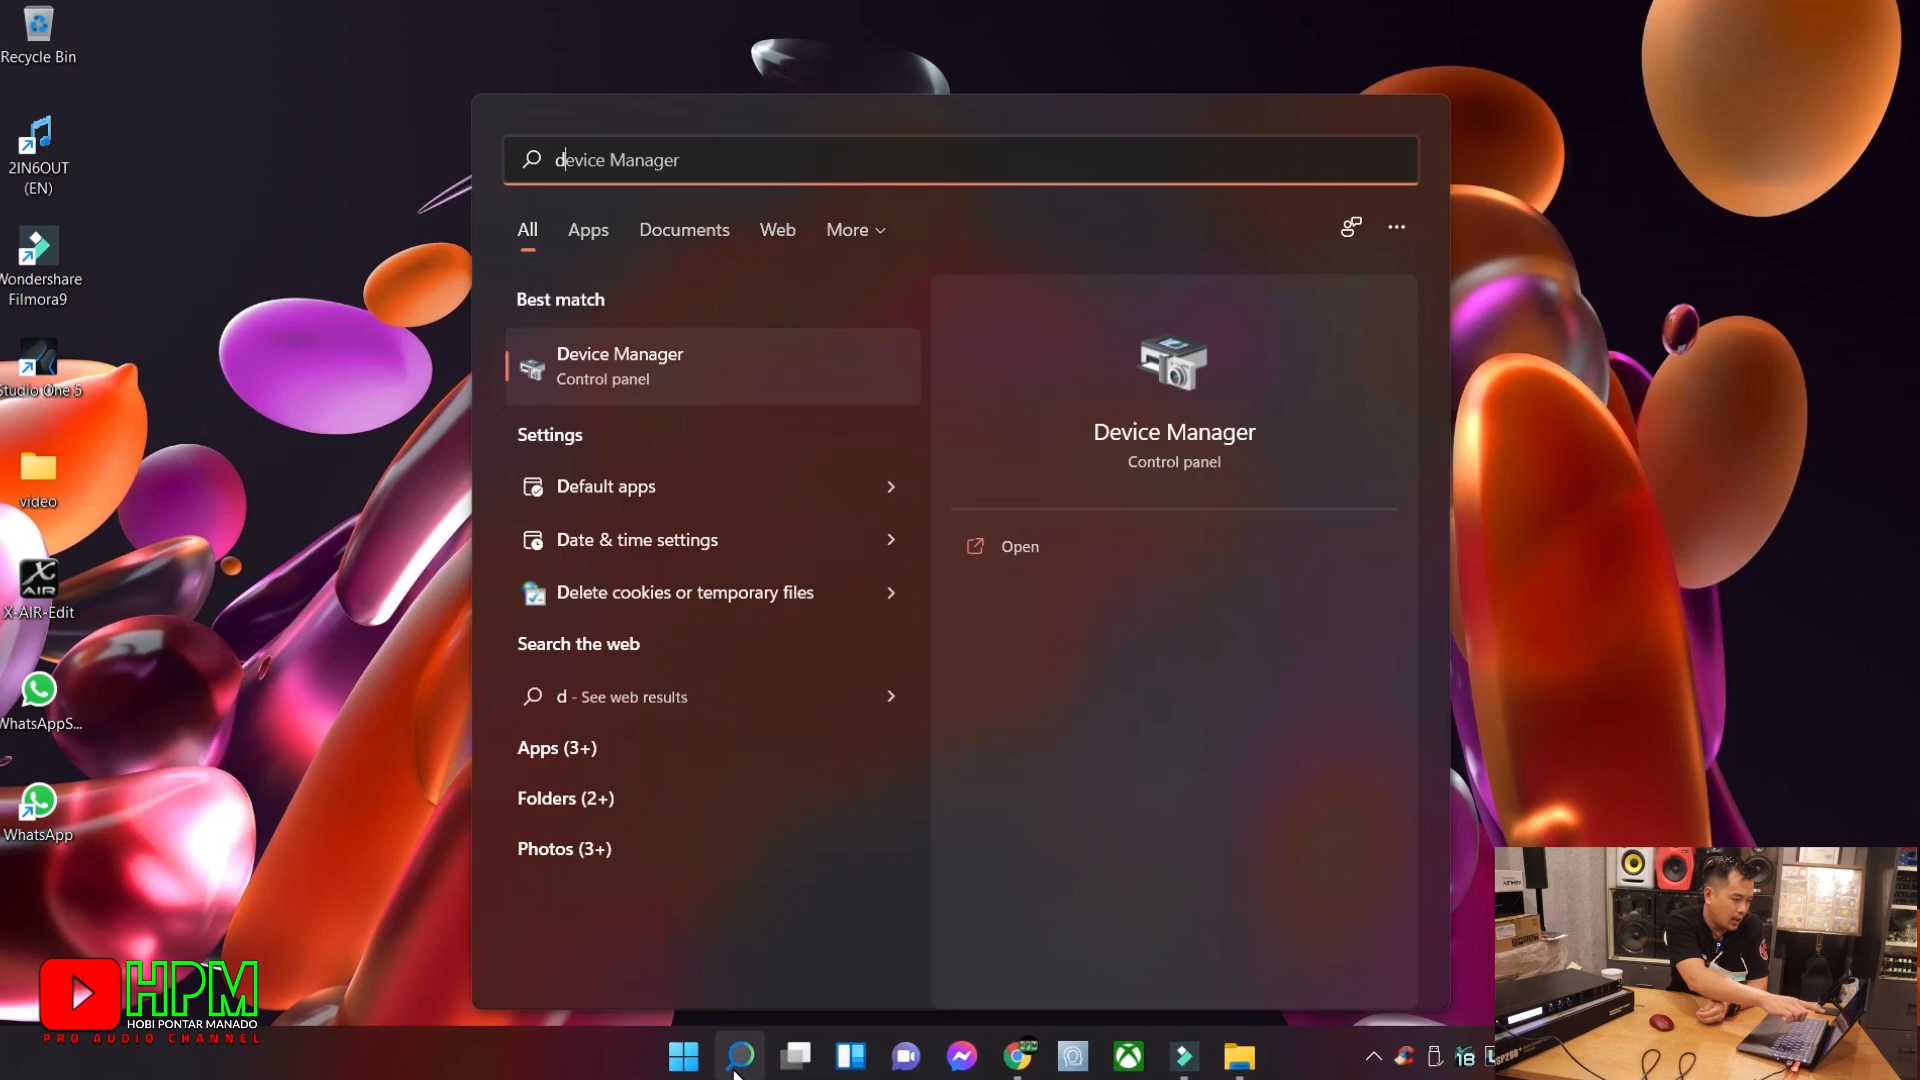 Recycle Bin
2IN6OUT
(EN)
Wondershare
Filmora9
Studio One 5
video
X AIR
X-AIR-Edit
WhatsAppS...
WhatsApp
device Manager
All
Apps
Documents
Web
More
Best match
Device Manager
Control panel
Settings
Default apps
Date & time settings
Delete cookies or temporary files
Search the web
d - See web results
Apps (3+)
Folders (2+)
Photos (3+)
Device Manager
Control panel
Open
HPM
HOBI PONTAR MANADO
PRO AUDIO CHANNEL
18